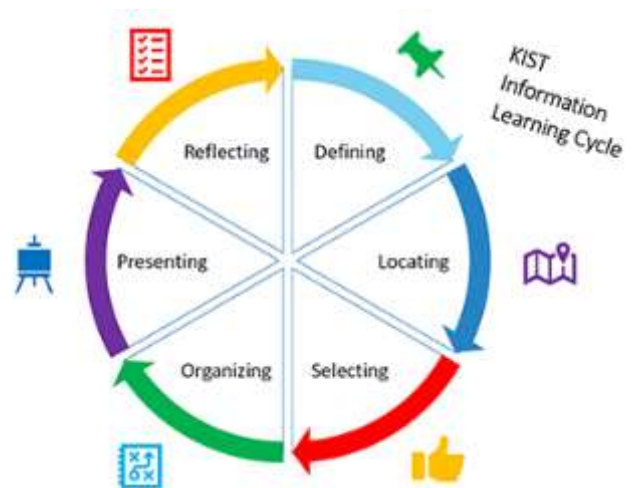 KIST
Information
Learning Cycle
Reflecting
Defining
Presenting
Locating
Organizing
Selecting